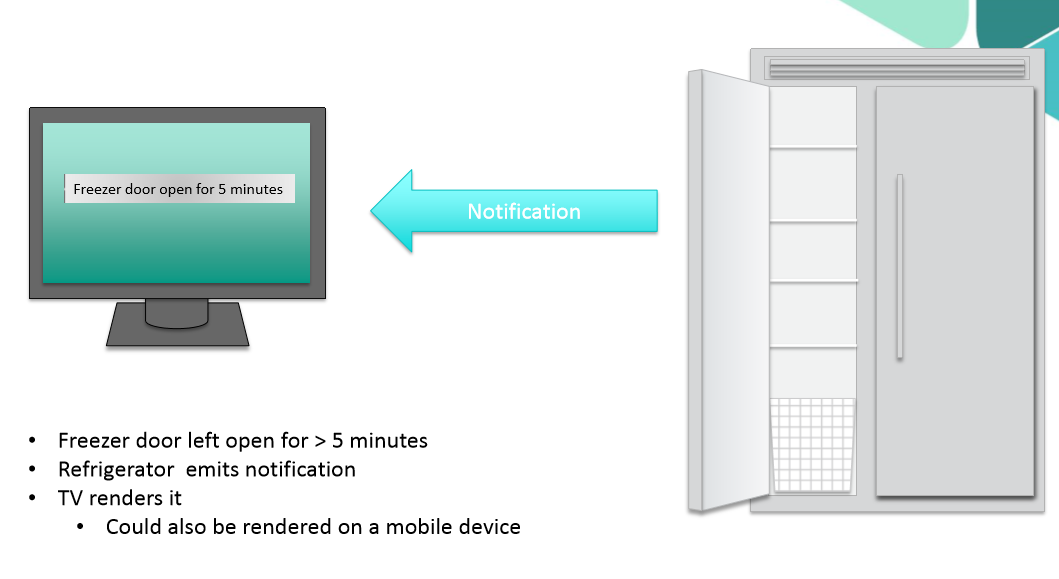 Freezer door open for 5 minutes
Notification
• Freezer door left open for > 5 minutes
• Refrigerator  emits notification
• TV renders it
• Could also be rendered on a mobile device